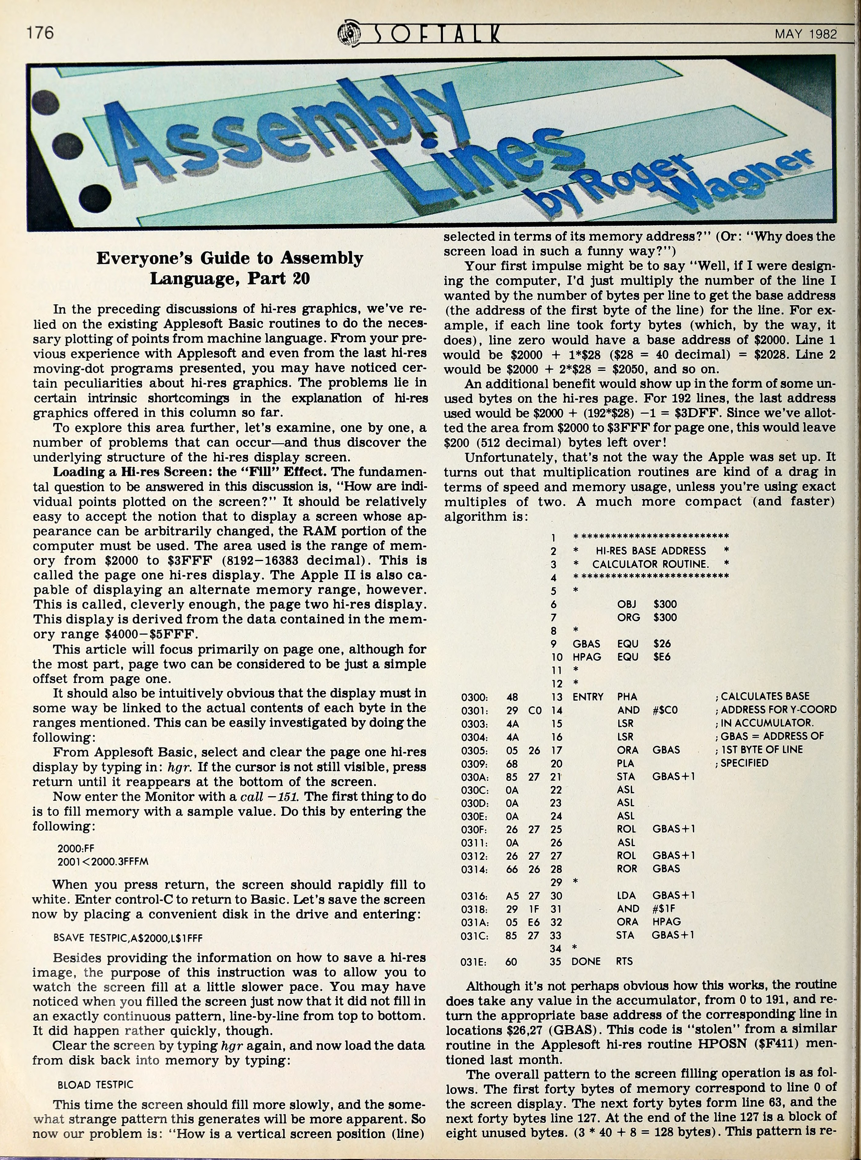 176
SOFTALK
MAY 1982
Assembly
Lines
by Roger
Wagner
Everyone's Guide to Assembly
Language, Part 20
In the preceding discussions of hi-res graphics, we've re-
lied on the existing Applesoft Basic routines to do the neces-
sary plotting of points from machine language. From your pre-
vious experience with Applesoft and even from the last hi-res
moving-dot programs presented, you may have noticed cer-
tain peculiarities about hi-res graphics. The problems lie in
certain intrinsic shortcomings in the explanation of hi-res
graphics offered in this column so far.
To explore this area further, let's examine, one by one, a
number of problems that can occur—and thus discover the
underlying structure of the hi-res display screen.
Loading a Hi-res Screen: the "Fill" Effect. The fundamen-
tal question to be answered in this discussion is, "How are indi-
vidual points plotted on the screen?" It should be relatively
easy to accept the notion that to display a screen whose ap-
pearance can be arbitrarily changed, the RAM portion of the
computer must be used. The area used is the range of mem-
ory from $2000 to $3FFF (8192–16383 decimal). This is
called the page one hi-res display. The Apple II is also ca-
pable of displaying an alternate memory range, however.
This is called, cleverly enough, the page two hi-res display.
This display is derived from the data contained in the mem-
ory range $4000–$5FFF.
This article will focus primarily on page one, although for
the most part, page two can be considered to be just a simple
offset from page one.
It should also be intuitively obvious that the display must in
some way be linked to the actual contents of each byte in the
ranges mentioned. This can be easily investigated by doing the
following:
From Applesoft Basic, select and clear the page one hi-res
display by typing in: hgr. If the cursor is not still visible, press
return until it reappears at the bottom of the screen.
Now enter the Monitor with a call –151. The first thing to do
is to fill memory with a sample value. Do this by entering the
following:
2000:FF
2001<2000.3FFFM
When you press return, the screen should rapidly fill to
white. Enter control-C to return to Basic. Let's save the screen
now by placing a convenient disk in the drive and entering:
BSAVE TESTPIC,A$2000,L$1FFF
Besides providing the information on how to save a hi-res
image, the purpose of this instruction was to allow you to
watch the screen fill at a little slower pace. You may have
noticed when you filled the screen just now that it did not fill in
an exactly continuous pattern, line-by-line from top to bottom.
It did happen rather quickly, though.
Clear the screen by typing hgr again, and now load the data
from disk back into memory by typing:
BLOAD TESTPIC
This time the screen should fill more slowly, and the some-
what strange pattern this generates will be more apparent. So
now our problem is: "How is a vertical screen position (line)
selected in terms of its memory address?" (Or: "Why does the
screen load in such a funny way?")
Your first impulse might be to say "Well, if I were design-
ing the computer, I'd just multiply the number of the line I
wanted by the number of bytes per line to get the base address
(the address of the first byte of the line) for the line. For ex-
ample, if each line took forty bytes (which, by the way, it
does), line zero would have a base address of $2000. Line 1
would be $2000 + 1*$28 ($28 = 40 decimal) = $2028. Line 2
would be $2000 + 2*$28 = $2050, and so on.
An additional benefit would show up in the form of some un-
used bytes on the hi-res page. For 192 lines, the last address
used would be $2000 + (192*$28) –1 = $3DFF. Since we've allot-
ted the area from $2000 to $3FFF for page one, this would leave
$200 (512 decimal) bytes left over!
Unfortunately, that's not the way the Apple was set up. It
turns out that multiplication routines are kind of a drag in
terms of speed and memory usage, unless you're using exact
multiples of two. A much more compact (and faster)
algorithm is:
1 **************************
2 * HI-RES BASE ADDRESS *
3 * CALCULATOR ROUTINE. *
4 **************************
5 *
6 OBJ $300
7 ORG $300
8 *
9 GBAS EQU $26
10 HPAG EQU $E6
11 *
12 *
0300: 48 13 ENTRY PHA ; CALCULATES BASE
0301: 29 C0 14 AND #$C0 ; ADDRESS FOR Y-COORD
0303: 4A 15 LSR ; IN ACCUMULATOR.
0304: 4A 16 LSR ; GBAS = ADDRESS OF
0305: 05 26 17 ORA GBAS ; 1ST BYTE OF LINE
0309: 68 20 PLA ; SPECIFIED
030A: 85 27 21 STA GBAS+1
030C: 0A 22 ASL
030D: 0A 23 ASL
030E: 0A 24 ASL
030F: 26 27 25 ROL GBAS+1
0311: 0A 26 ASL
0312: 26 27 27 ROL GBAS+1
0314: 66 26 28 ROR GBAS
29 *
0316: A5 27 30 LDA GBAS+1
0318: 29 1F 31 AND #$1F
031A: 05 E6 32 ORA HPAG
031C: 85 27 33 STA GBAS+1
34 *
031E: 60 35 DONE RTS
Although it's not perhaps obvious how this works, the routine
does take any value in the accumulator, from 0 to 191, and re-
turn the appropriate base address of the corresponding line in
locations $26,27 (GBAS). This code is "stolen" from a similar
routine in the Applesoft hi-res routine HPOSN ($F411) men-
tioned last month.
The overall pattern to the screen filling operation is as fol-
lows. The first forty bytes of memory correspond to line 0 of
the screen display. The next forty bytes form line 63, and the
next forty bytes line 127. At the end of the line 127 is a block of
eight unused bytes. (3 * 40 + 8 = 128 bytes). This pattern is re-